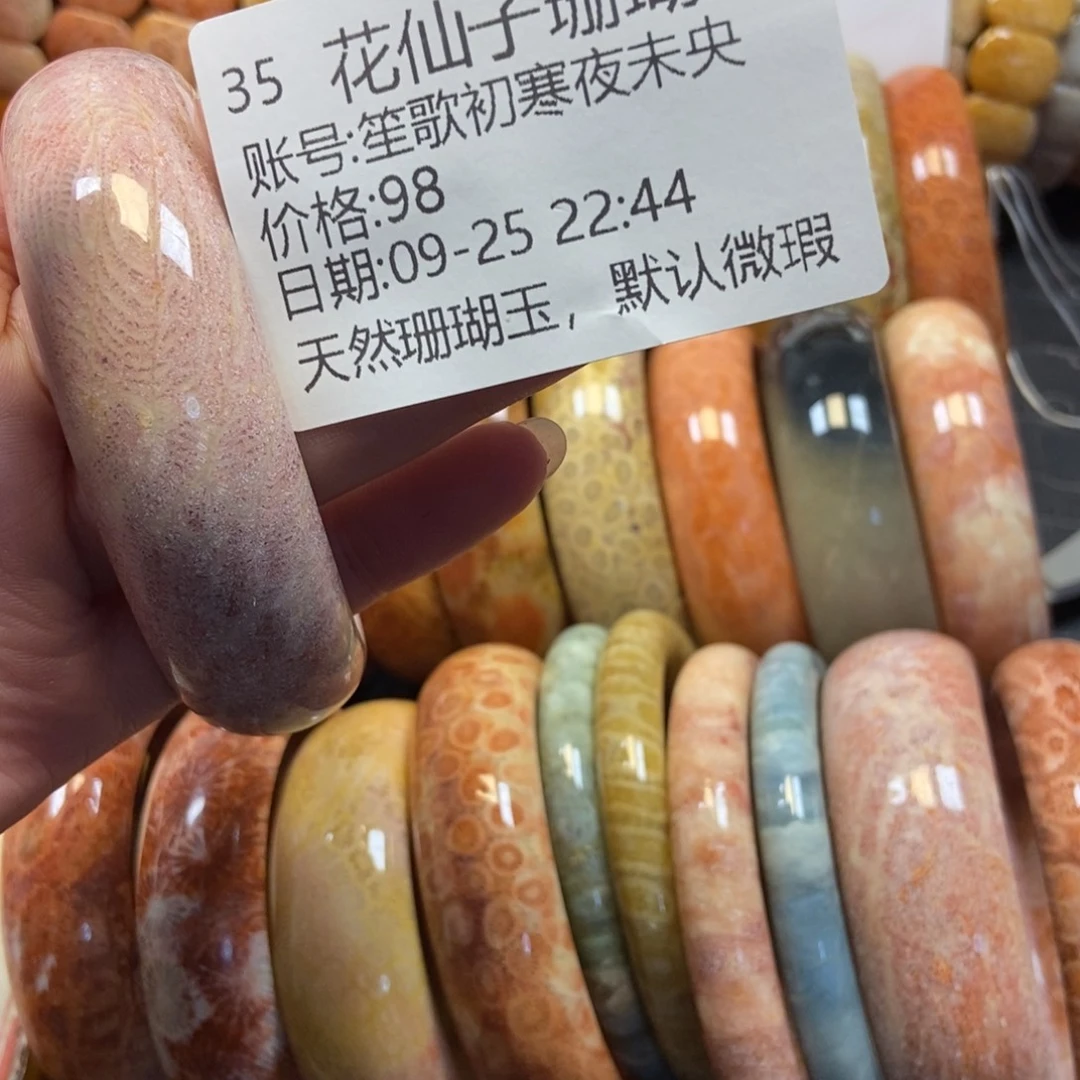 35 花仙子珊瑚
账号:笙歌初寒夜未央
价格:98
日期:09-25 22:44
天然珊瑚玉，默认微瑕